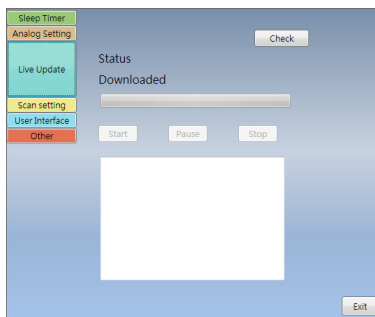 Sleep Timer
Analog Setting
Live Update
Scan setting
User Interface
Other
Check
Status
Downloaded
Start Pause Stop
Exit